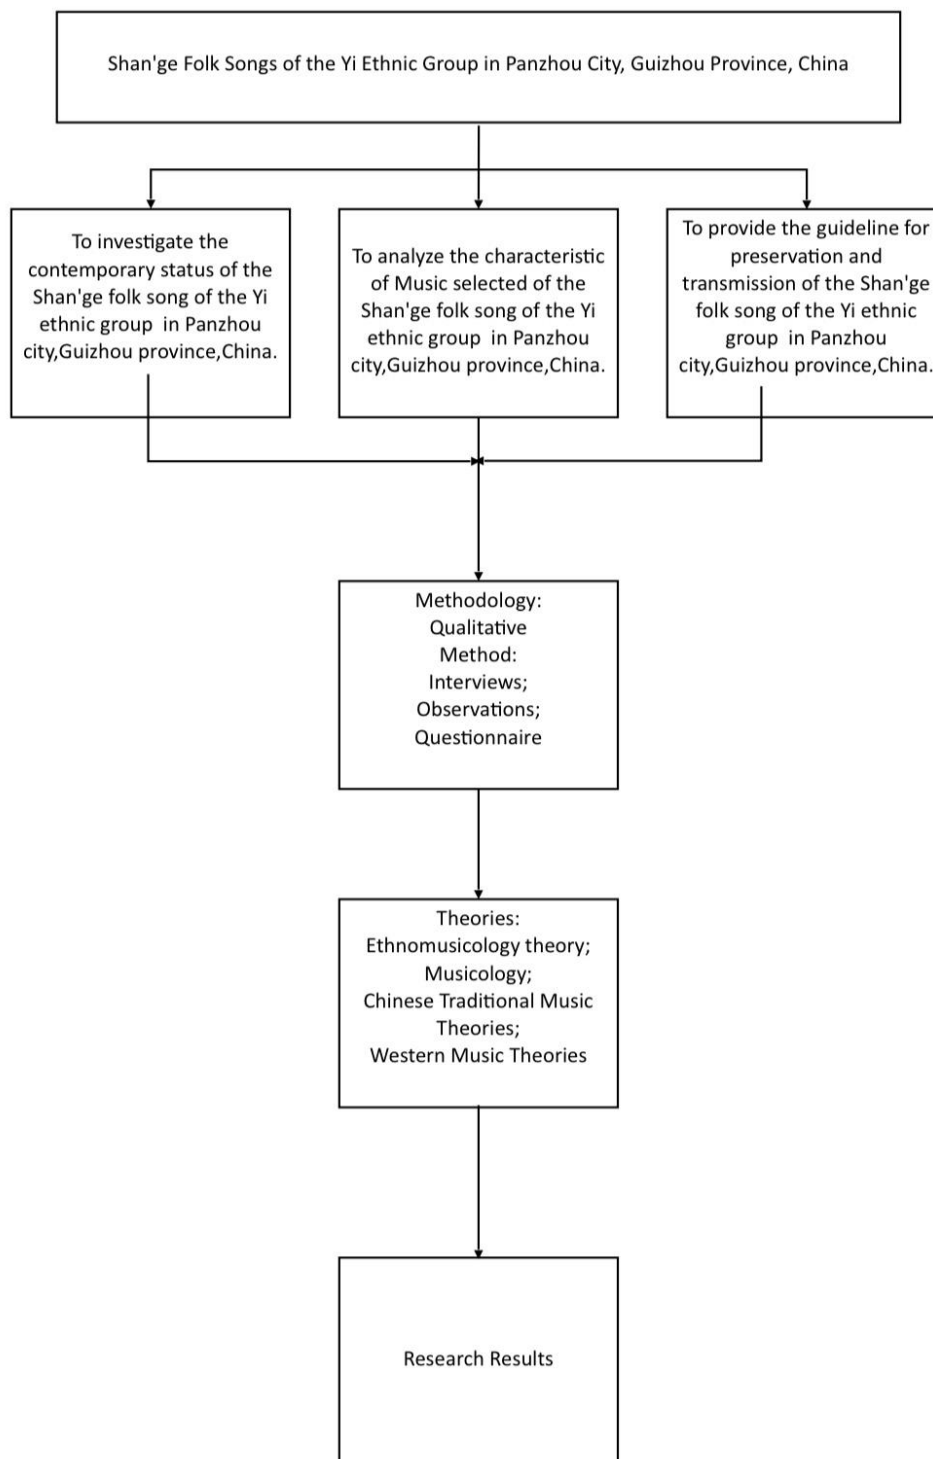 Shan'ge Folk Songs of the Yi Ethnic Group in Panzhou City, Guizhou Province, China
To investigate the
contemporary status of the
Shan'ge folk song of the Yi
ethnic group  in Panzhou
city,Guizhou province,China.
To analyze the characteristic
of Music selected of the
Shan'ge folk song of the Yi
ethnic group  in Panzhou
city,Guizhou province,China.
To provide the guideline for
preservation and
transmission of the Shan'ge
folk song of the Yi ethnic
group  in Panzhou
city,Guizhou province,China.
Methodology:
Qualitative
Method:
Interviews;
Observations;
Questionnaire
Theories:
Ethnomusicology theory;
Musicology;
Chinese Traditional Music
Theories;
Western Music Theories
Research Results